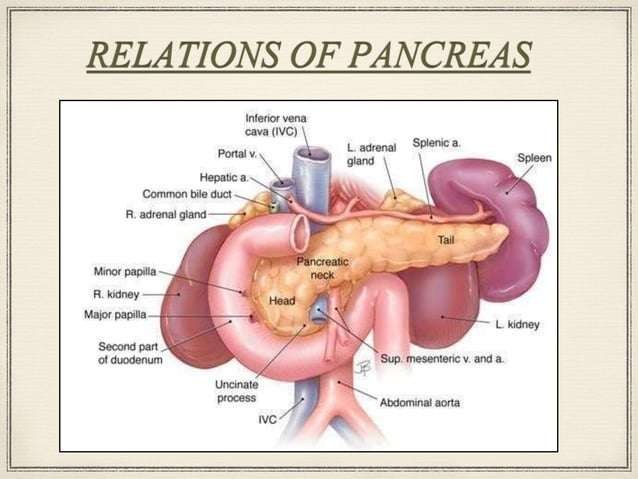 RELATIONS OF PANCREAS
Inferior vena
cava (IVC)
Portal v.
L. adrenal
gland
Splenic a.
Spleen
Hepatic a.
Common bile duct
R. adrenal gland
Tail
Pancreatic
neck
Minor papilla
R. kidney
Head
Major papilla
L. kidney
Second part
of duodenum
Sup. mesenteric v. and a.
Uncinate
process
Abdominal aorta
IVC